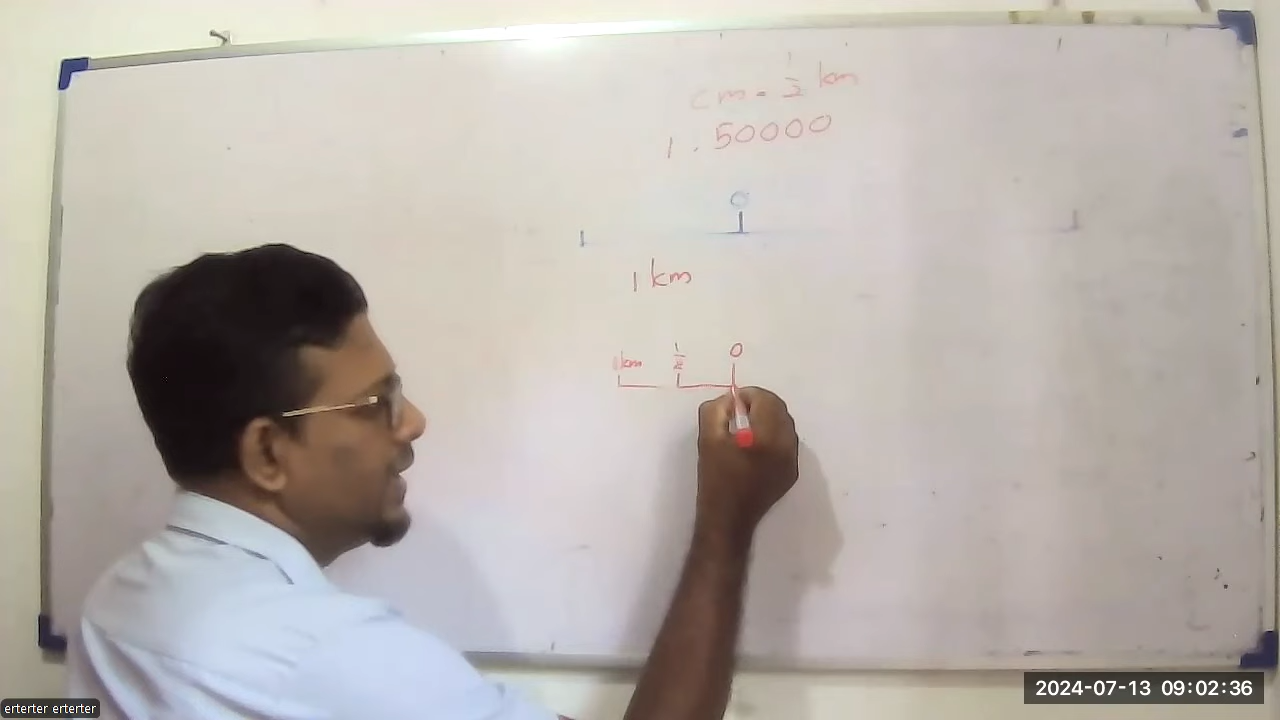 cm = 1/2 km
1 . 50000
0
1 km
1km 1/2 0
erterter erterter
2024-07-13 09:02:36